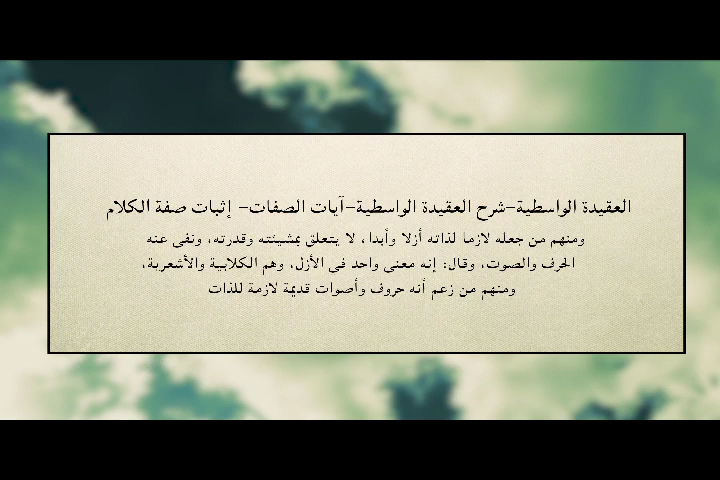 العقيدة الواسطية-شرح العقيدة الواسطية-آيات الصفات- إثبات صفة الكلام
ومنهم من جعله لازما لذاته أزلا وأبدا، لا يتعلق بمشيئته وقدرته، ونفى عنه
الحرف والصوت، وقال: إنه معنى واحد في الأزل، وهم الكلابية والأشعرية،
ومنهم من زعم أنه حروف وأصوات قديمة لازمة للذات